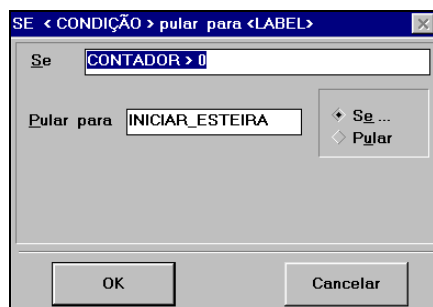 SE < CONDIÇÃO > pular para <LABEL>
Se CONTADOR > 0
Pular para INICIAR_ESTEIRA
Se ...
Pular
OK Cancelar